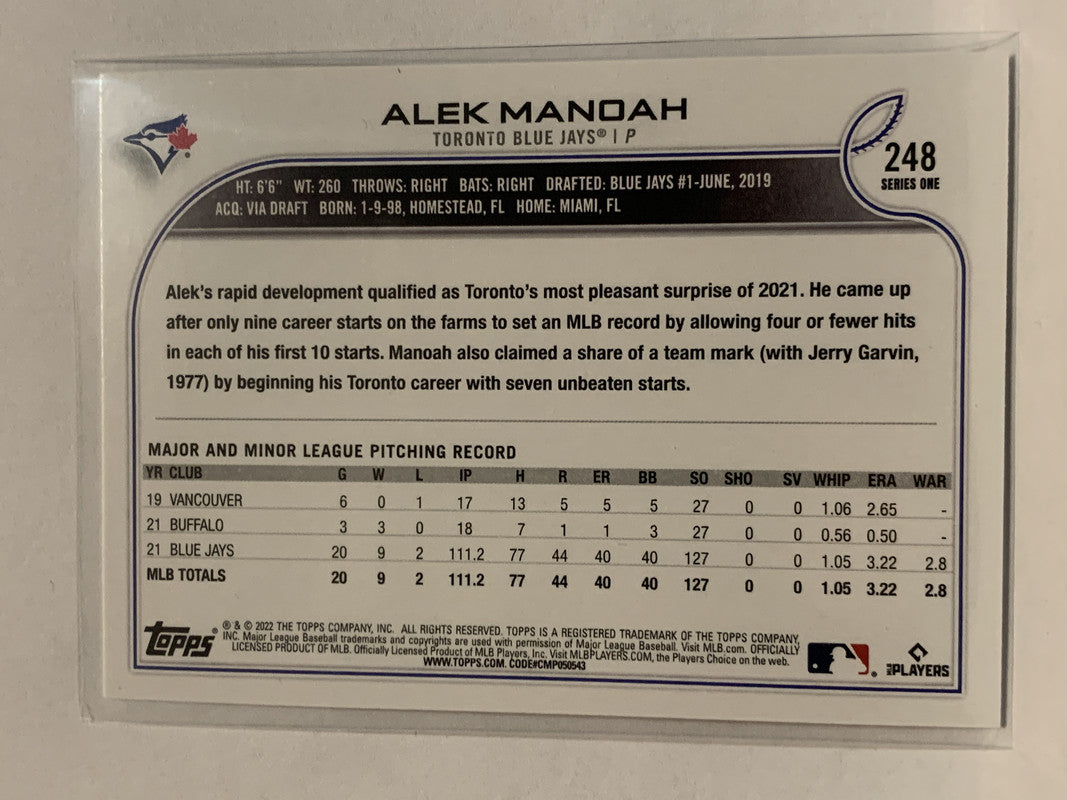 ALEK MANOAH
TORONTO BLUE JAYS® | P
248
SERIES ONE
HT: 6'6" WT: 260 THROWS: RIGHT BATS: RIGHT DRAFTED: BLUE JAYS #1-JUNE, 2019
ACQ: VIA DRAFT BORN: 1-9-98, HOMESTEAD, FL HOME: MIAMI, FL
Alek's rapid development qualified as Toronto's most pleasant surprise of 2021. He came up
after only nine career starts on the farms to set an MLB record by allowing four or fewer hits
in each of his first 10 starts. Manoah also claimed a share of a team mark (with Jerry Garvin,
1977) by beginning his Toronto career with seven unbeaten starts.
MAJOR AND MINOR LEAGUE PITCHING RECORD
YR CLUB G W L IP H R ER BB SO SHO SV WHIP ERA WAR
19 VANCOUVER 6 0 1 17 13 5 5 5 27 0 0 1.06 2.65 -
21 BUFFALO 3 3 0 18 7 1 1 3 27 0 0 0.56 0.50 -
21 BLUE JAYS 20 9 2 111.2 77 44 40 40 127 0 0 1.05 3.22 2.8
MLB TOTALS 20 9 2 111.2 77 44 40 40 127 0 0 1.05 3.22 2.8
topps®
® & © 2022 THE TOPPS COMPANY, INC. ALL RIGHTS RESERVED. TOPPS IS A REGISTERED TRADEMARK OF THE TOPPS COMPANY,
INC. Major League Baseball trademarks and copyrights are used with permission of Major League Baseball. Visit MLB.com. OFFICIALLY
LICENSED PRODUCT OF MLB. Officially Licensed Product of MLB Players, Inc. Visit MLBPLAYERS.COM, the Players Choice on the web.
WWW.TOPPS.COM. CODE#CMP050543
MLB PLAYERS